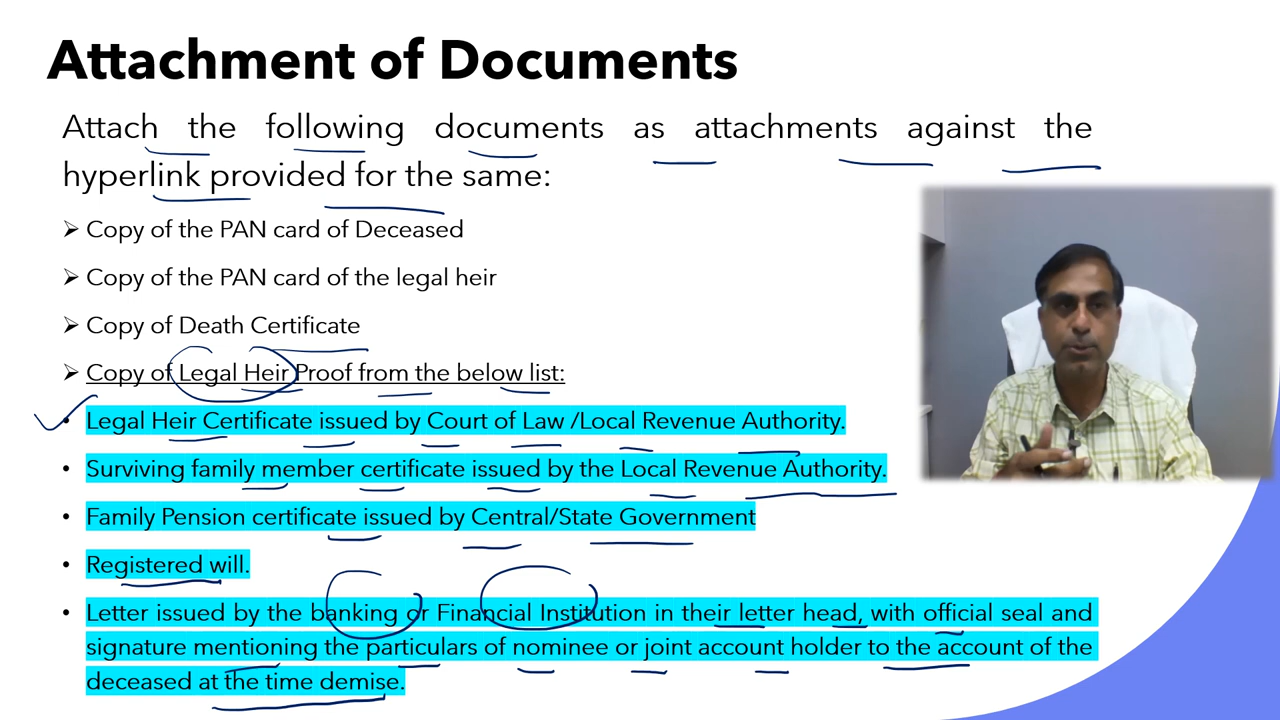 Attachment of Documents
Attach the following documents as attachments against the
hyperlink provided for the same:
➢ Copy of the PAN card of Deceased
➢ Copy of the PAN card of the legal heir
➢ Copy of Death Certificate
➢ Copy of Legal Heir Proof from the below list:
• Legal Heir Certificate issued by Court of Law /Local Revenue Authority.
• Surviving family member certificate issued by the Local Revenue Authority.
• Family Pension certificate issued by Central/State Government
• Registered will.
• Letter issued by the banking or Financial Institution in their letter head, with official seal and
signature mentioning the particulars of nominee or joint account holder to the account of the
deceased at the time demise.